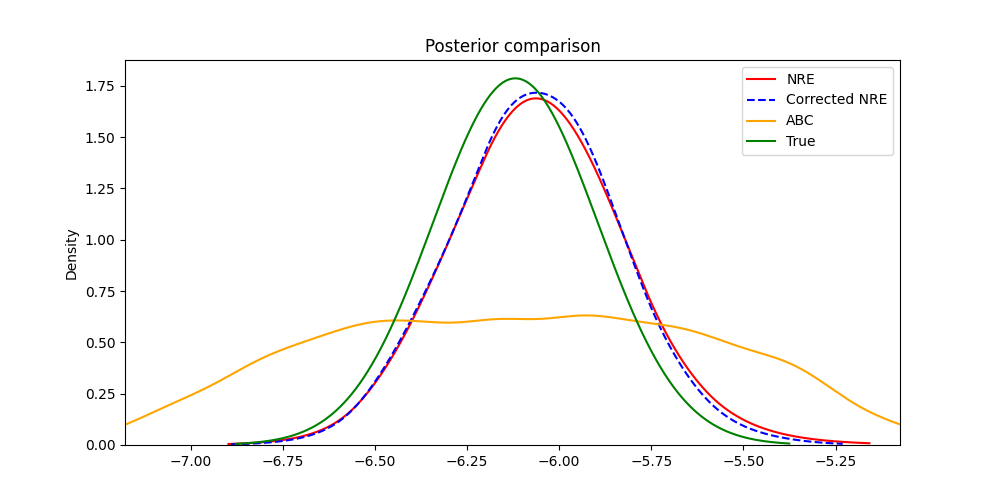 Posterior comparison
NRE
Corrected NRE
ABC
True
Density
1.75
1.50
1.25
1.00
0.75
0.50
0.25
0.00
−7.00 −6.75 −6.50 −6.25 −6.00 −5.75 −5.50 −5.25